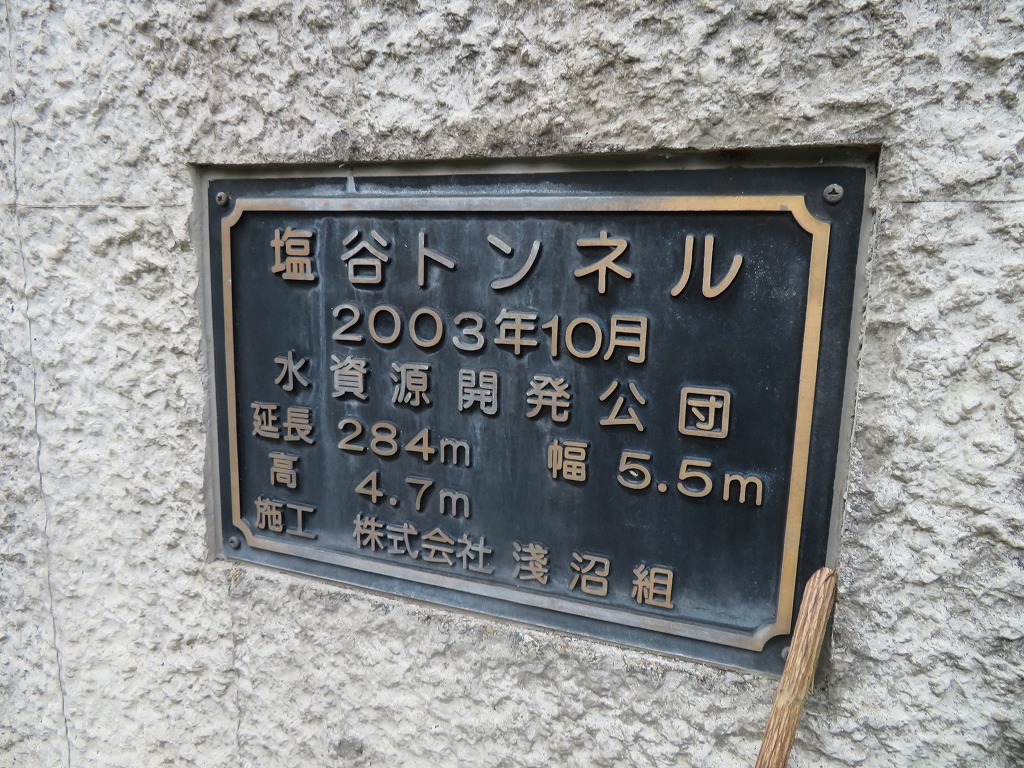 塩谷トンネル
2003年10月
水資源開発公団
延長 284m 幅 5.5m
高 4.7m
施工 株式会社 淺沼組